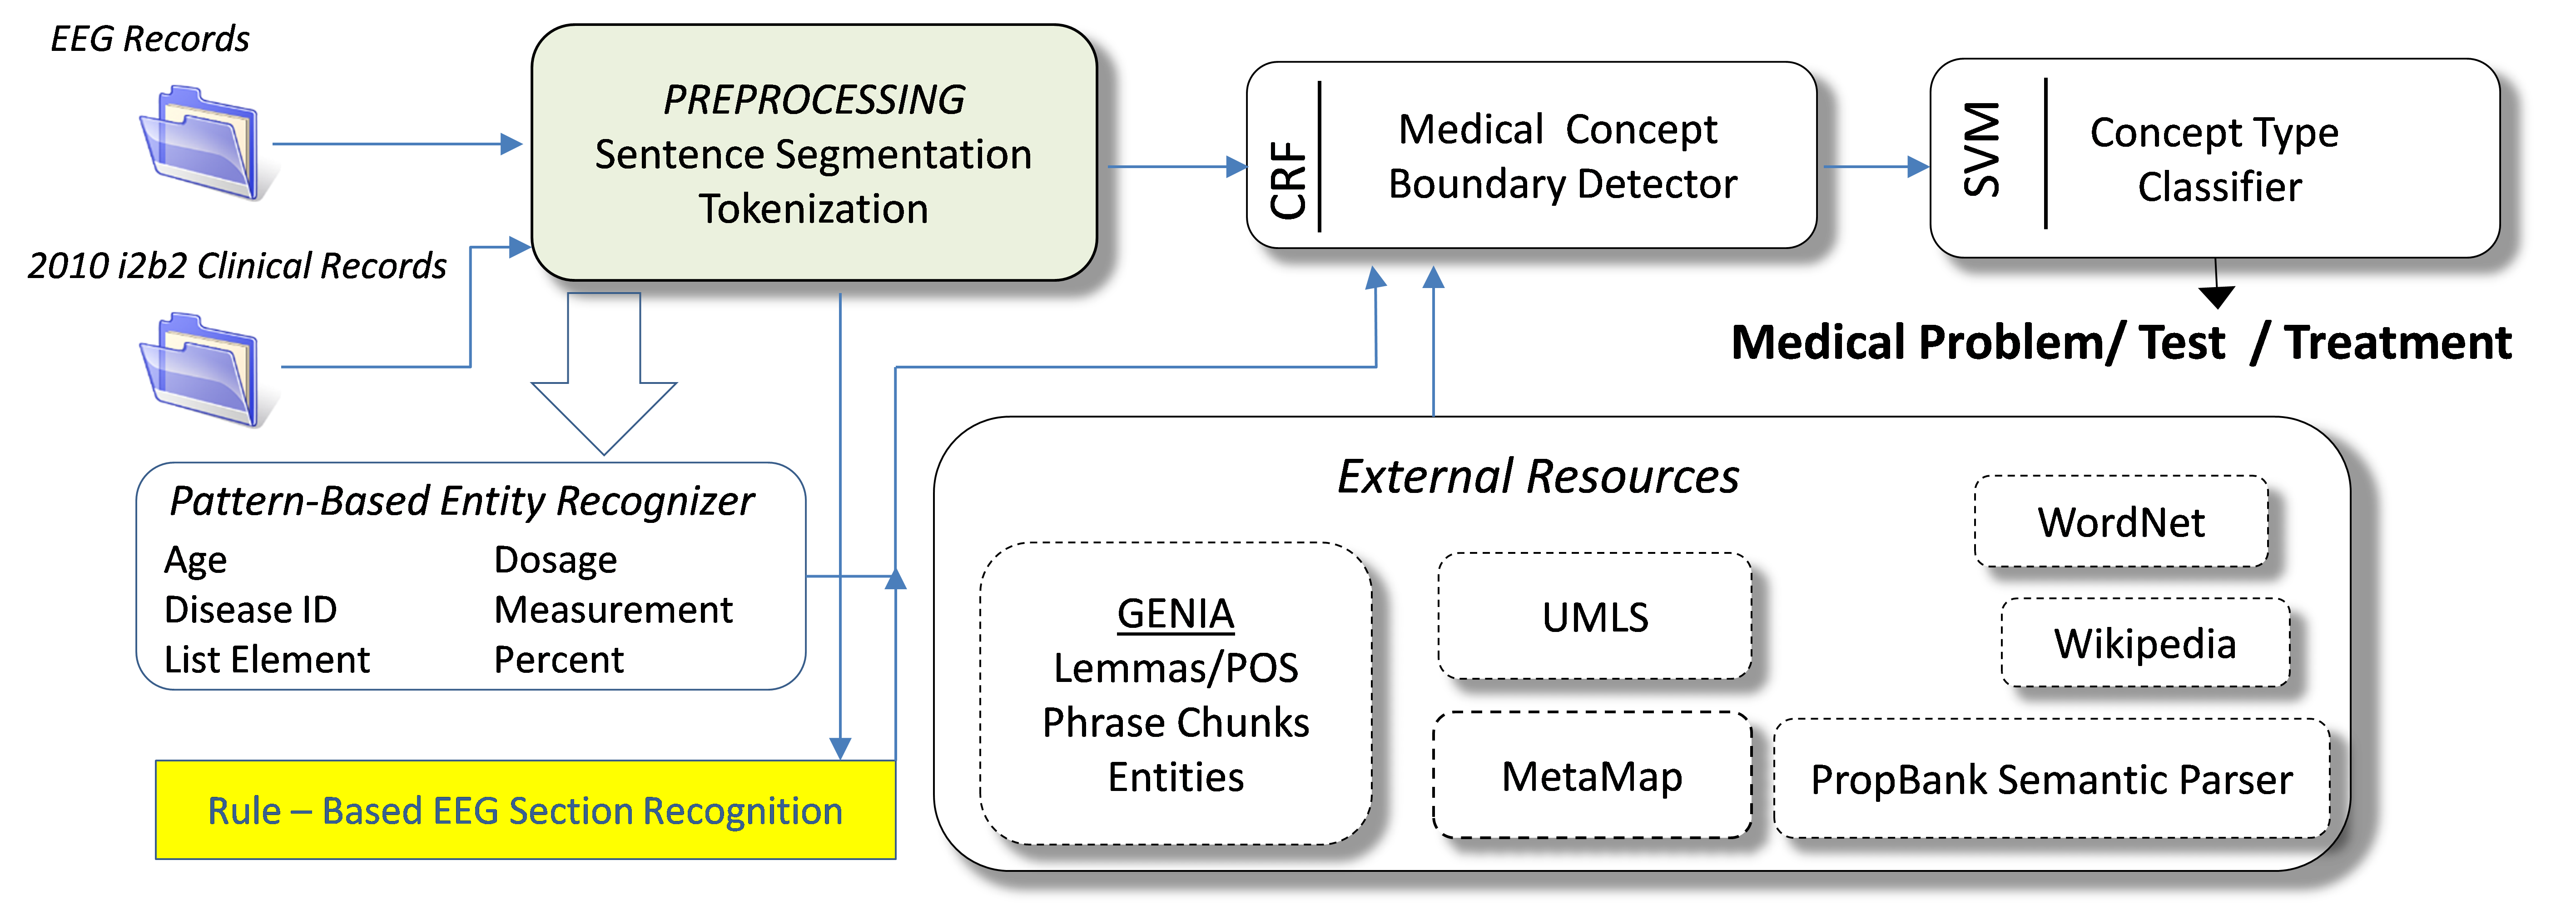 EEG Records
2010 i2b2 Clinical Records
PREPROCESSING
Sentence Segmentation
Tokenization
CRF
Medical  Concept
Boundary Detector
SVM
Concept Type
Classifier
Medical Problem/ Test  / Treatment
Pattern-Based Entity Recognizer
Age
Dosage
Disease ID
Measurement
List Element
Percent
Rule – Based EEG Section Recognition
External Resources
GENIA
Lemmas/POS
Phrase Chunks
Entities
UMLS
MetaMap
WordNet
Wikipedia
PropBank Semantic Parser